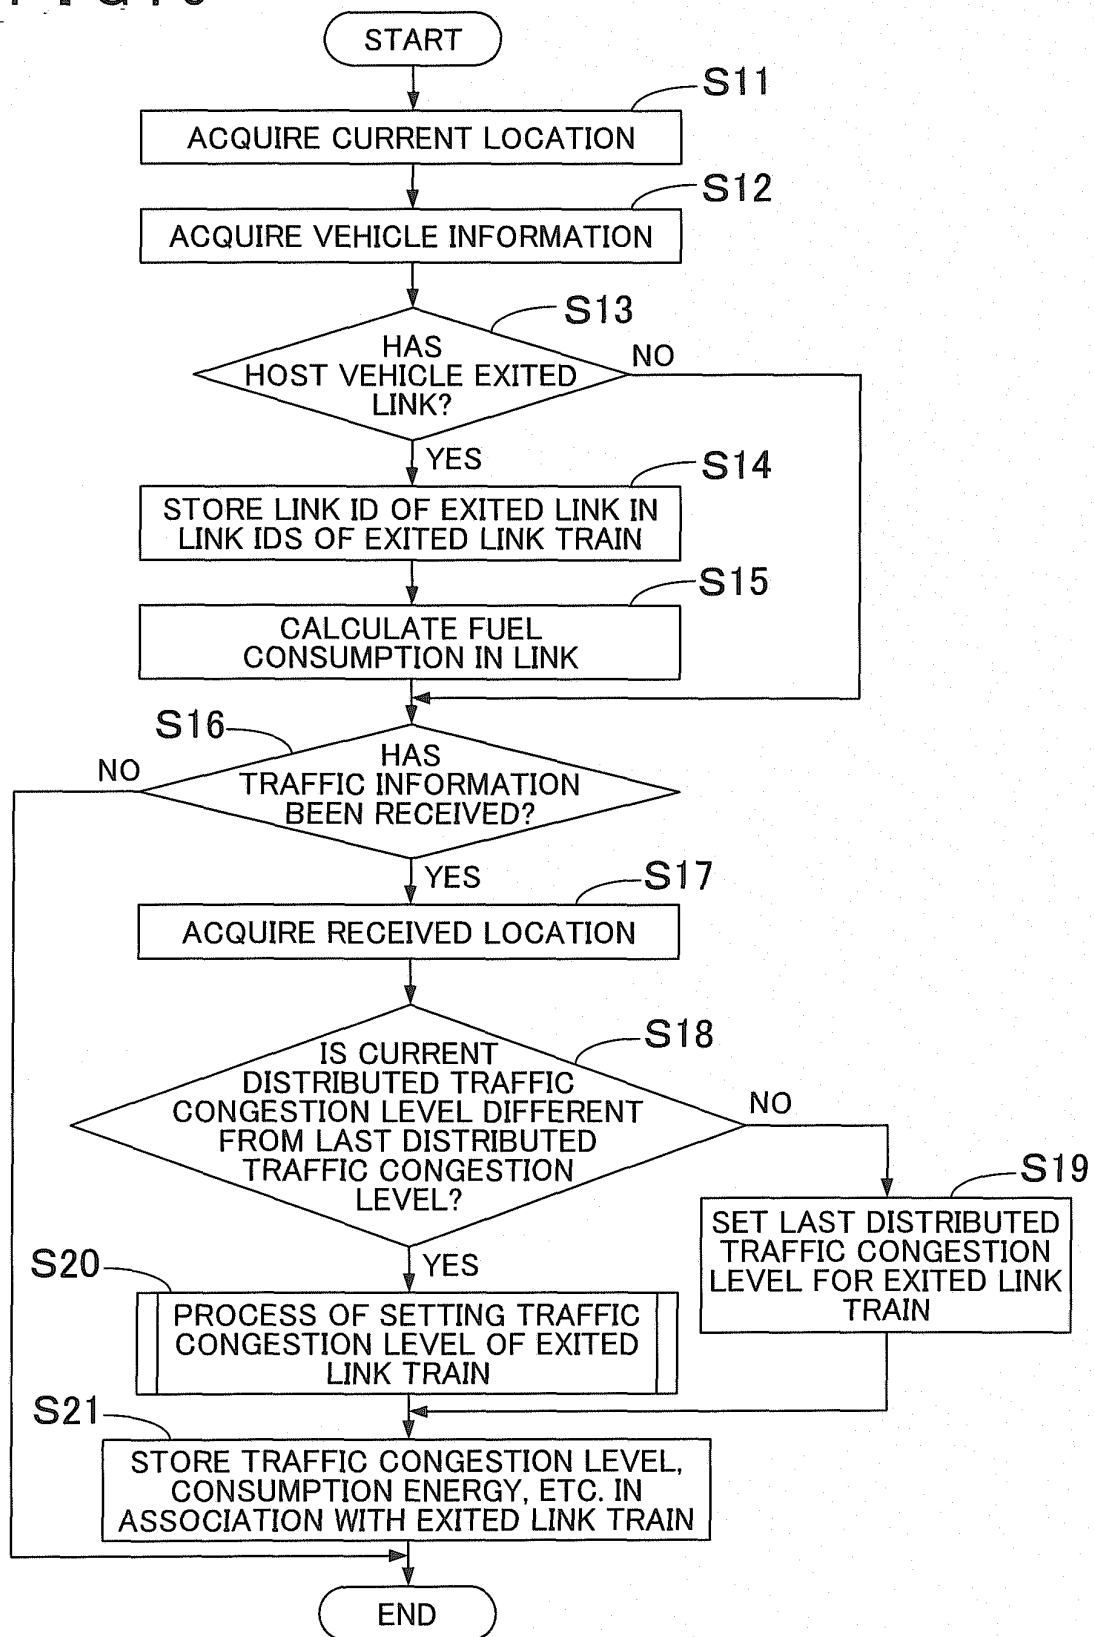 START
S11
ACQUIRE CURRENT LOCATION
S12
ACQUIRE VEHICLE INFORMATION
S13
HAS
HOST VEHICLE EXITED
LINK?
NO
YES
S14
STORE LINK ID OF EXITED LINK IN
LINK IDS OF EXITED LINK TRAIN
S15
CALCULATE FUEL
CONSUMPTION IN LINK
S16
HAS
TRAFFIC INFORMATION
BEEN RECEIVED?
NO
YES
S17
ACQUIRE RECEIVED LOCATION
S18
IS CURRENT
DISTRIBUTED TRAFFIC
CONGESTION LEVEL DIFFERENT
FROM LAST DISTRIBUTED
TRAFFIC CONGESTION
LEVEL?
NO
S19
SET LAST DISTRIBUTED
TRAFFIC CONGESTION
LEVEL FOR EXITED LINK
TRAIN
YES
S20
PROCESS OF SETTING TRAFFIC
CONGESTION LEVEL OF EXITED
LINK TRAIN
S21
STORE TRAFFIC CONGESTION LEVEL,
CONSUMPTION ENERGY, ETC. IN
ASSOCIATION WITH EXITED LINK TRAIN
END